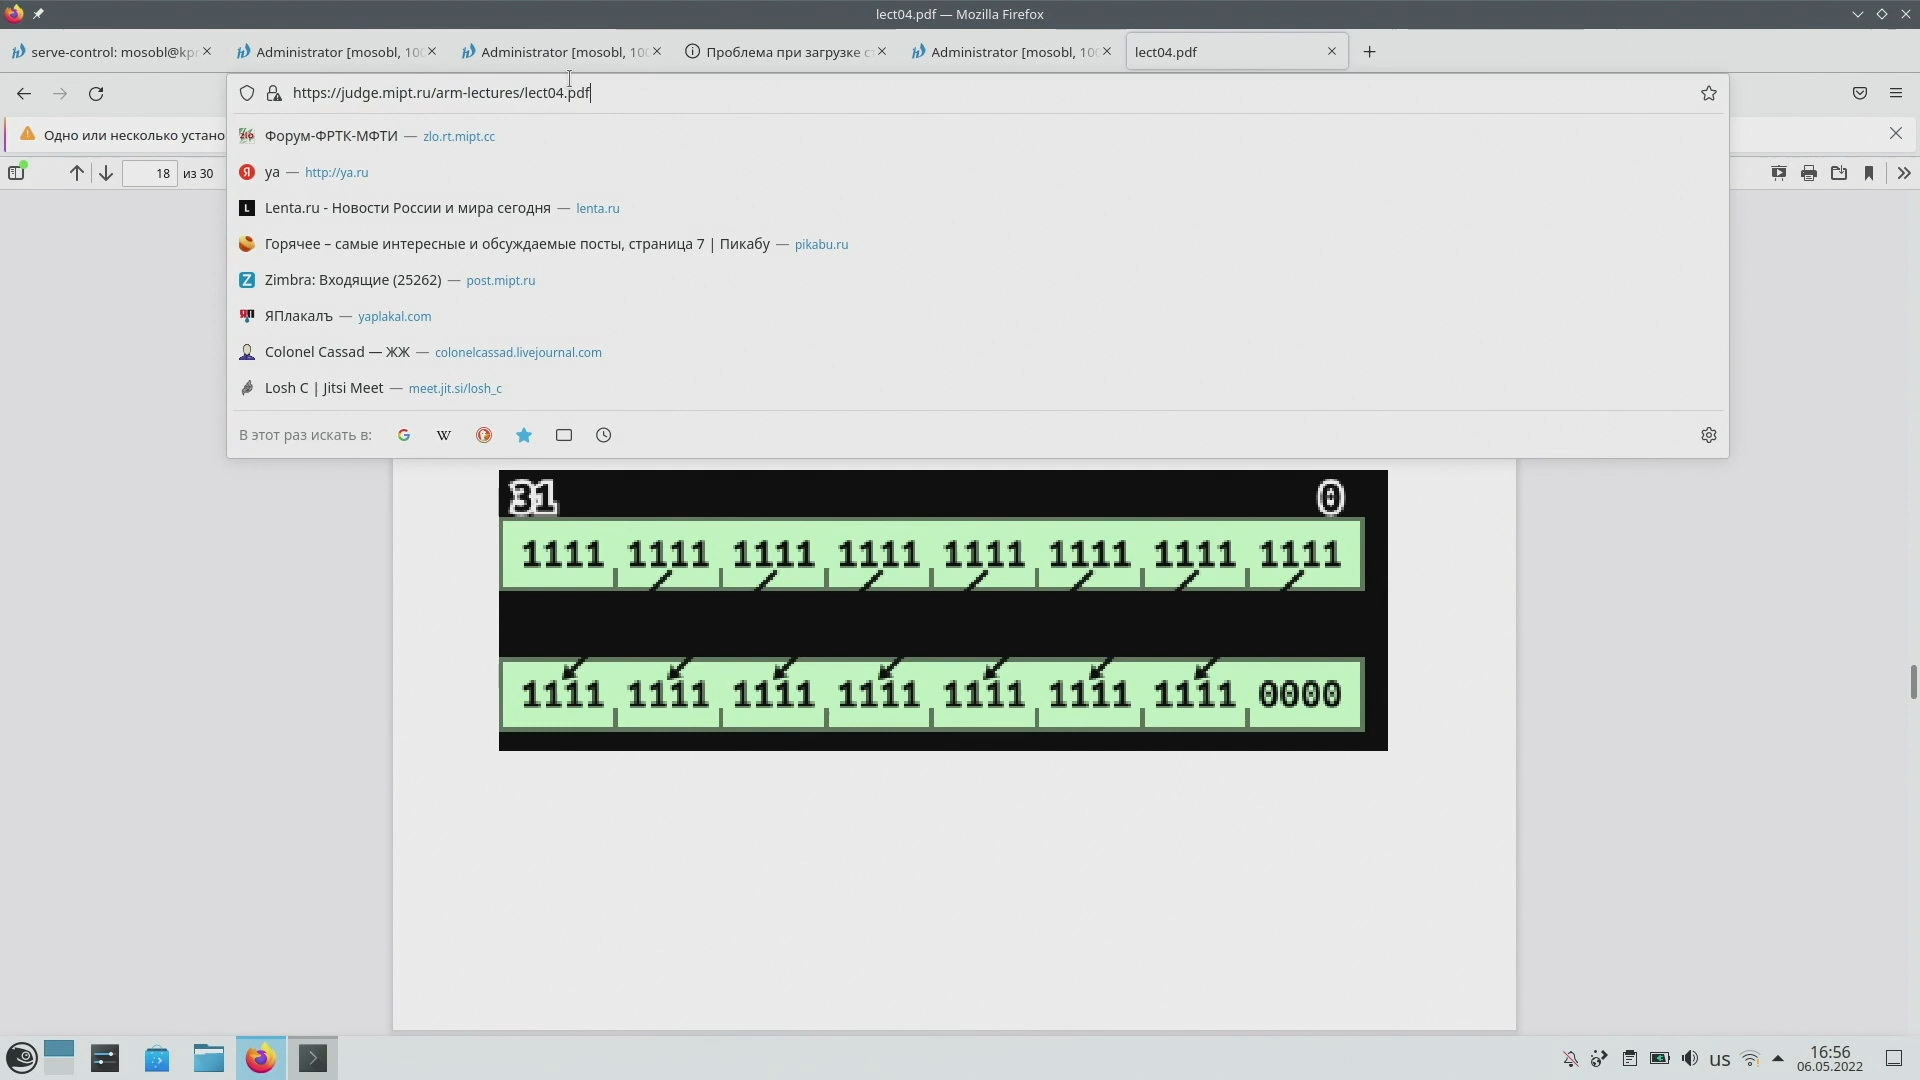 lect04.pdf — Mozilla Firefox
serve-control: mosobl@kp
Administrator [mosobl, 10
Administrator [mosobl, 10
Проблема при загрузке с
Administrator [mosobl, 10
lect04.pdf
https://judge.mipt.ru/arm-lectures/lect04.pdf
Одно или несколько устано
Форум-ФРТК-МФТИ — zlo.rt.mipt.cc
18 из 30
ya — http://ya.ru
Lenta.ru - Новости России и мира сегодня — lenta.ru
Горячее – самые интересные и обсуждаемые посты, страница 7 | Пикабу — pikabu.ru
Zimbra: Входящие (25262) — post.mipt.ru
ЯПлакалъ — yaplakal.com
Colonel Cassad — ЖЖ — colonelcassad.livejournal.com
Losh C | Jitsi Meet — meet.jit.si/losh_c
В этот раз искать в:
31 0
1111 1111 1111 1111 1111 1111 1111 1111
1111 1111 1111 1111 1111 1111 1111 0000
us
16:56
06.05.2022